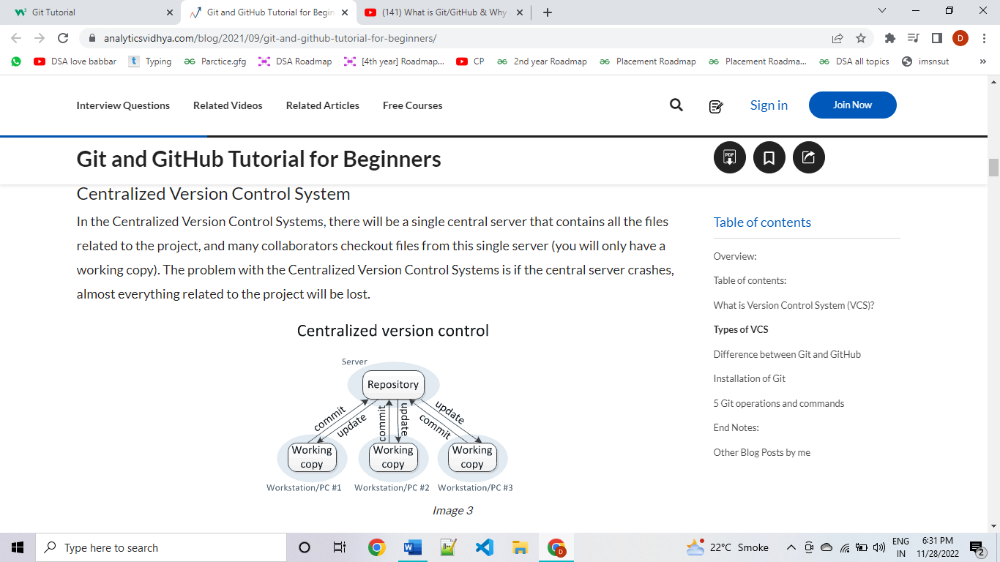 Git Tutorial
Git and GitHub Tutorial for Begin
(141) What is Git/GitHub & Why
analyticsvidhya.com/blog/2021/09/git-and-github-tutorial-for-beginners/
D
DSA love babbar
t Typing
Parctice.gfg
DSA Roadmap
[4th year] Roadmap...
CP
2nd year Roadmap
Placement Roadmap
Placement Roadma...
DSA all topics
imsnsut
»
Interview Questions
Related Videos
Related Articles
Free Courses
Sign in
Join Now
Git and GitHub Tutorial for Beginners
PDF
Centralized Version Control System
In the Centralized Version Control Systems, there will be a single central server that contains all the files
related to the project, and many collaborators checkout files from this single server (you will only have a
working copy). The problem with the Centralized Version Control Systems is if the central server crashes,
almost everything related to the project will be lost.
Centralized version control
Server
Repository
commit
update
commit
update
update
commit
Working
copy
Working
copy
Working
copy
Workstation/PC #1
Workstation/PC #2
Workstation/PC #3
Image 3
Table of contents
Overview:
Table of contents:
What is Version Control System (VCS)?
Types of VCS
Difference between Git and GitHub
Installation of Git
5 Git operations and commands
End Notes:
Other Blog Posts by me
Type here to search
22°C Smoke
ENG
IN
6:31 PM
11/28/2022
2